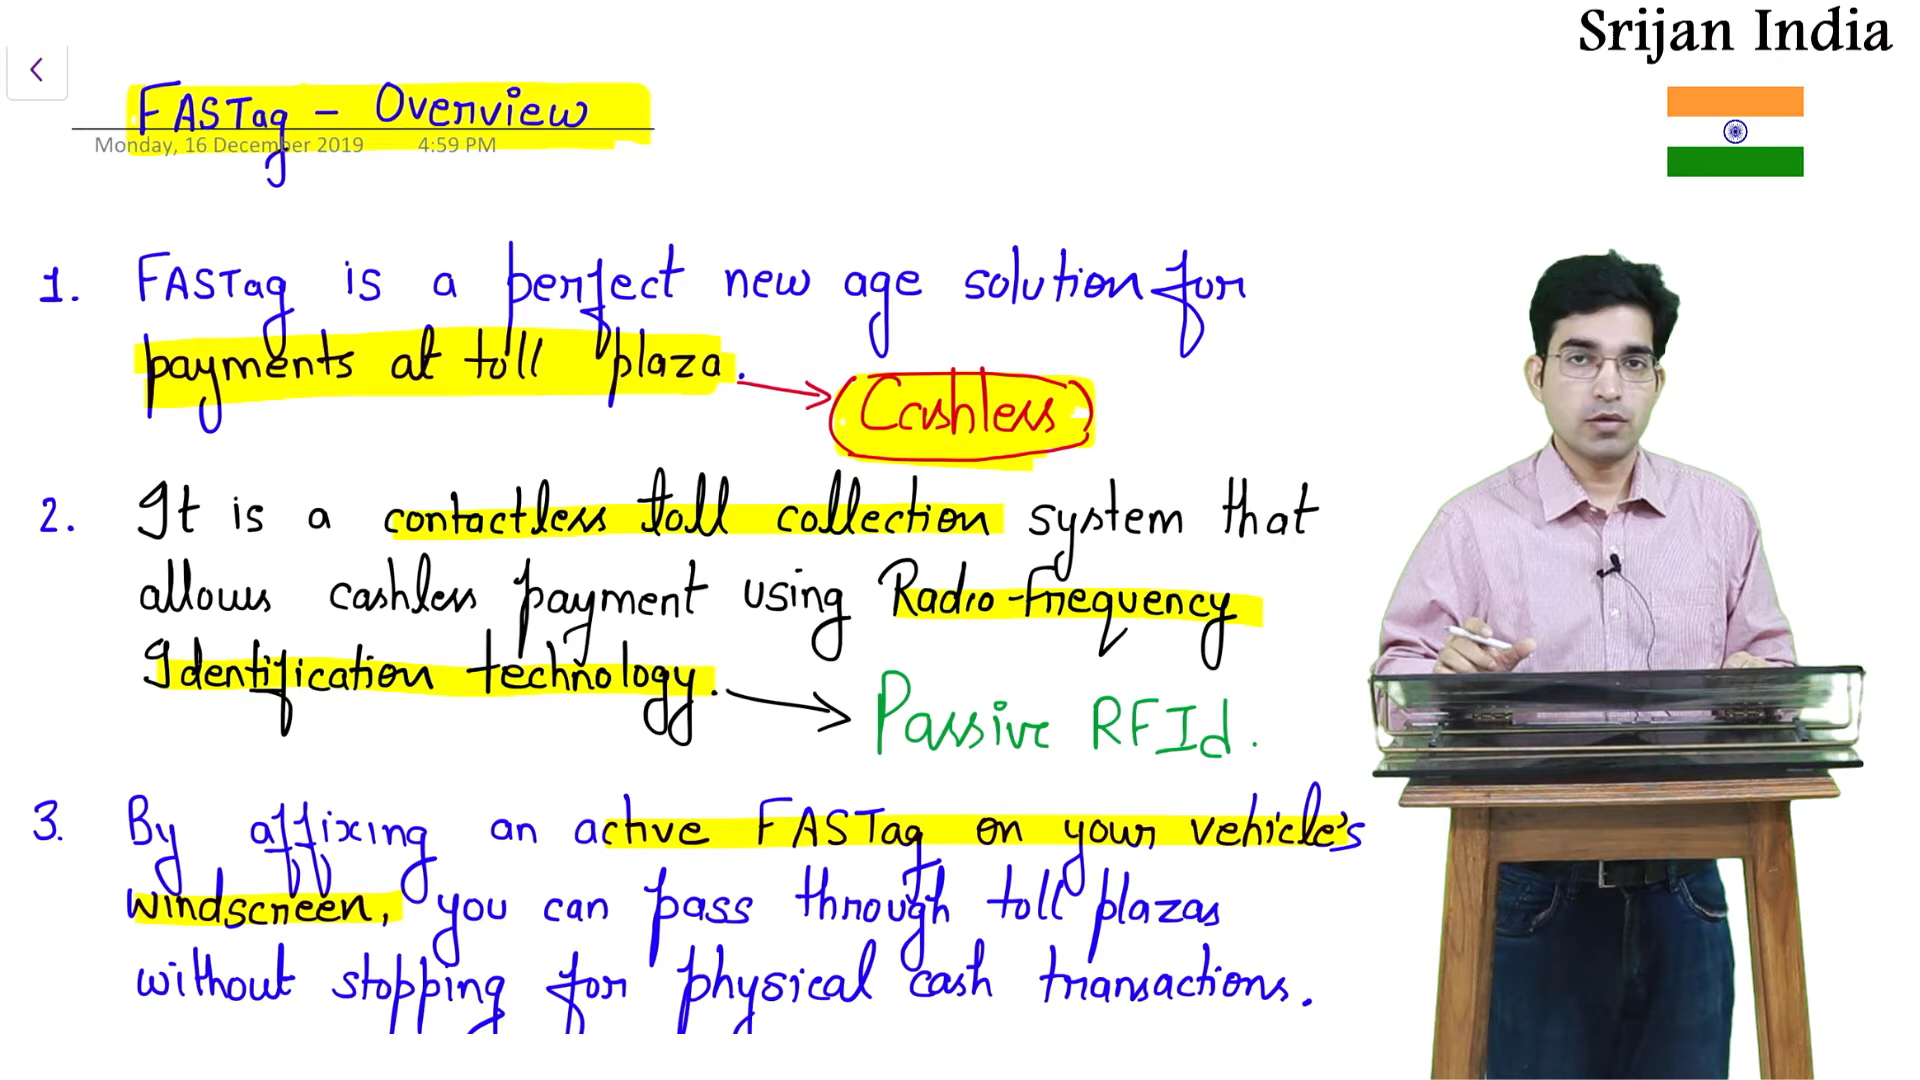 Srijan India
FASTag - Overview
Monday, 16 December 2019 4:59 PM
1. FASTag is a perfect new age solution for
payments at toll plaza.
Cashless
2. It is a contactless toll collection system that
allows cashless payment using Radio-frequency
Identification technology.
Passive RFId.
3. By affixing an active FASTag on your vehicle's
windscreen, you can pass through toll plazas
without stopping for physical cash transactions.